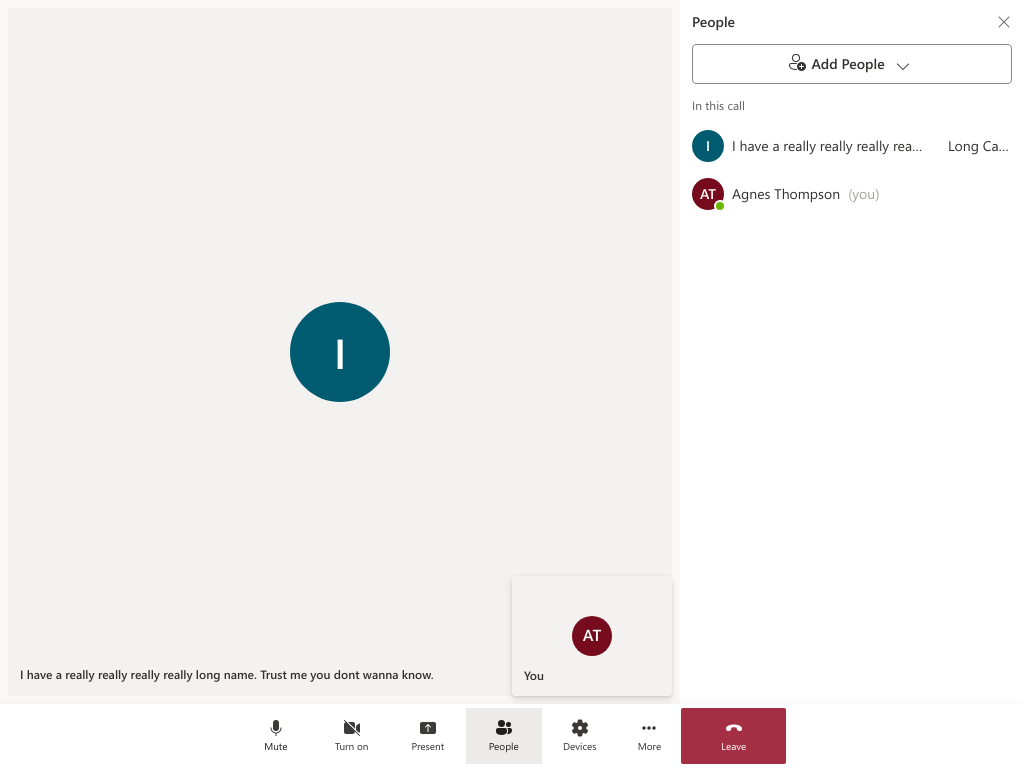 People
Add People
In this call
I I have a really really really rea... Long Ca...
AT Agnes Thompson (you)
I
AT
You
I have a really really really really long name. Trust me you dont wanna know.
Mute Turn on Present People Devices More Leave